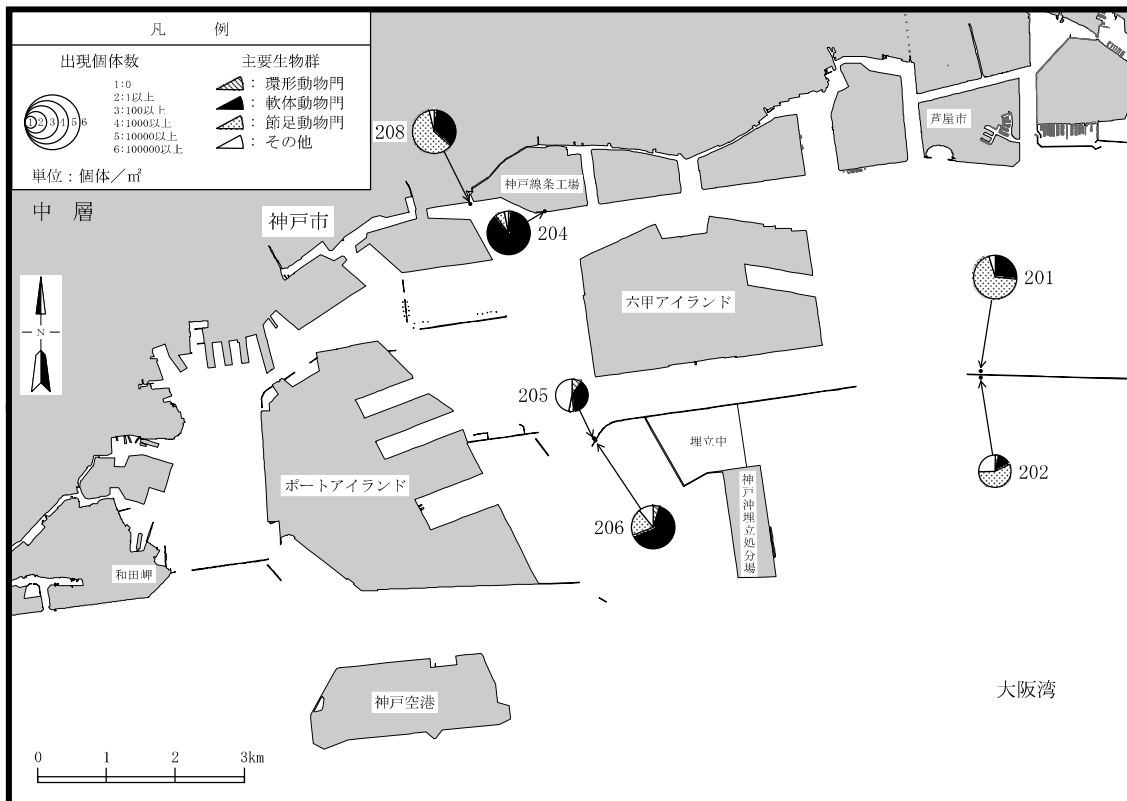 凡 例
出現個体数
1:0
2:1以上
3:100以上
4:1000以上
5:10000以上
6:100000以上
1 2 3 4 5 6
主要生物群
: 環形動物門
: 軟体動物門
: 節足動物門
: その他
単位：個体／㎡
中 層
208
神戸線条工場
芦屋市
神戸市
204
201
六甲アイランド
N
205
埋立中
202
ポートアイランド
神戸沖埋立処分場
206
和田岬
神戸空港
大阪湾
0 1 2 3km